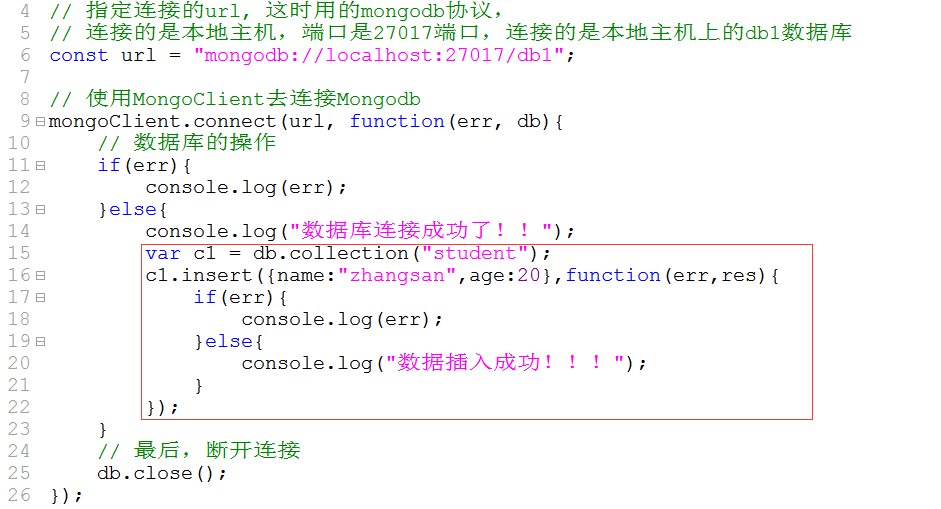 4 // 指定连接的url, 这时用的mongodb协议,
5 // 连接的是本地主机，端口是27017端口，连接的是本地主机上的db1数据库
6 const url = "mongodb://localhost:27017/db1";
7
8 // 使用MongoClient去连接Mongodb
9 mongoClient.connect(url, function(err, db){
10     // 数据库的操作
11     if(err){
12         console.log(err);
13     }else{
14         console.log("数据库连接成功了！！");
15         var c1 = db.collection("student");
16         c1.insert({name:"zhangsan",age:20},function(err,res){
17             if(err){
18                 console.log(err);
19             }else{
20                 console.log("数据插入成功！！！");
21             }
22         });
23     }
24     // 最后，断开连接
25     db.close();
26 });